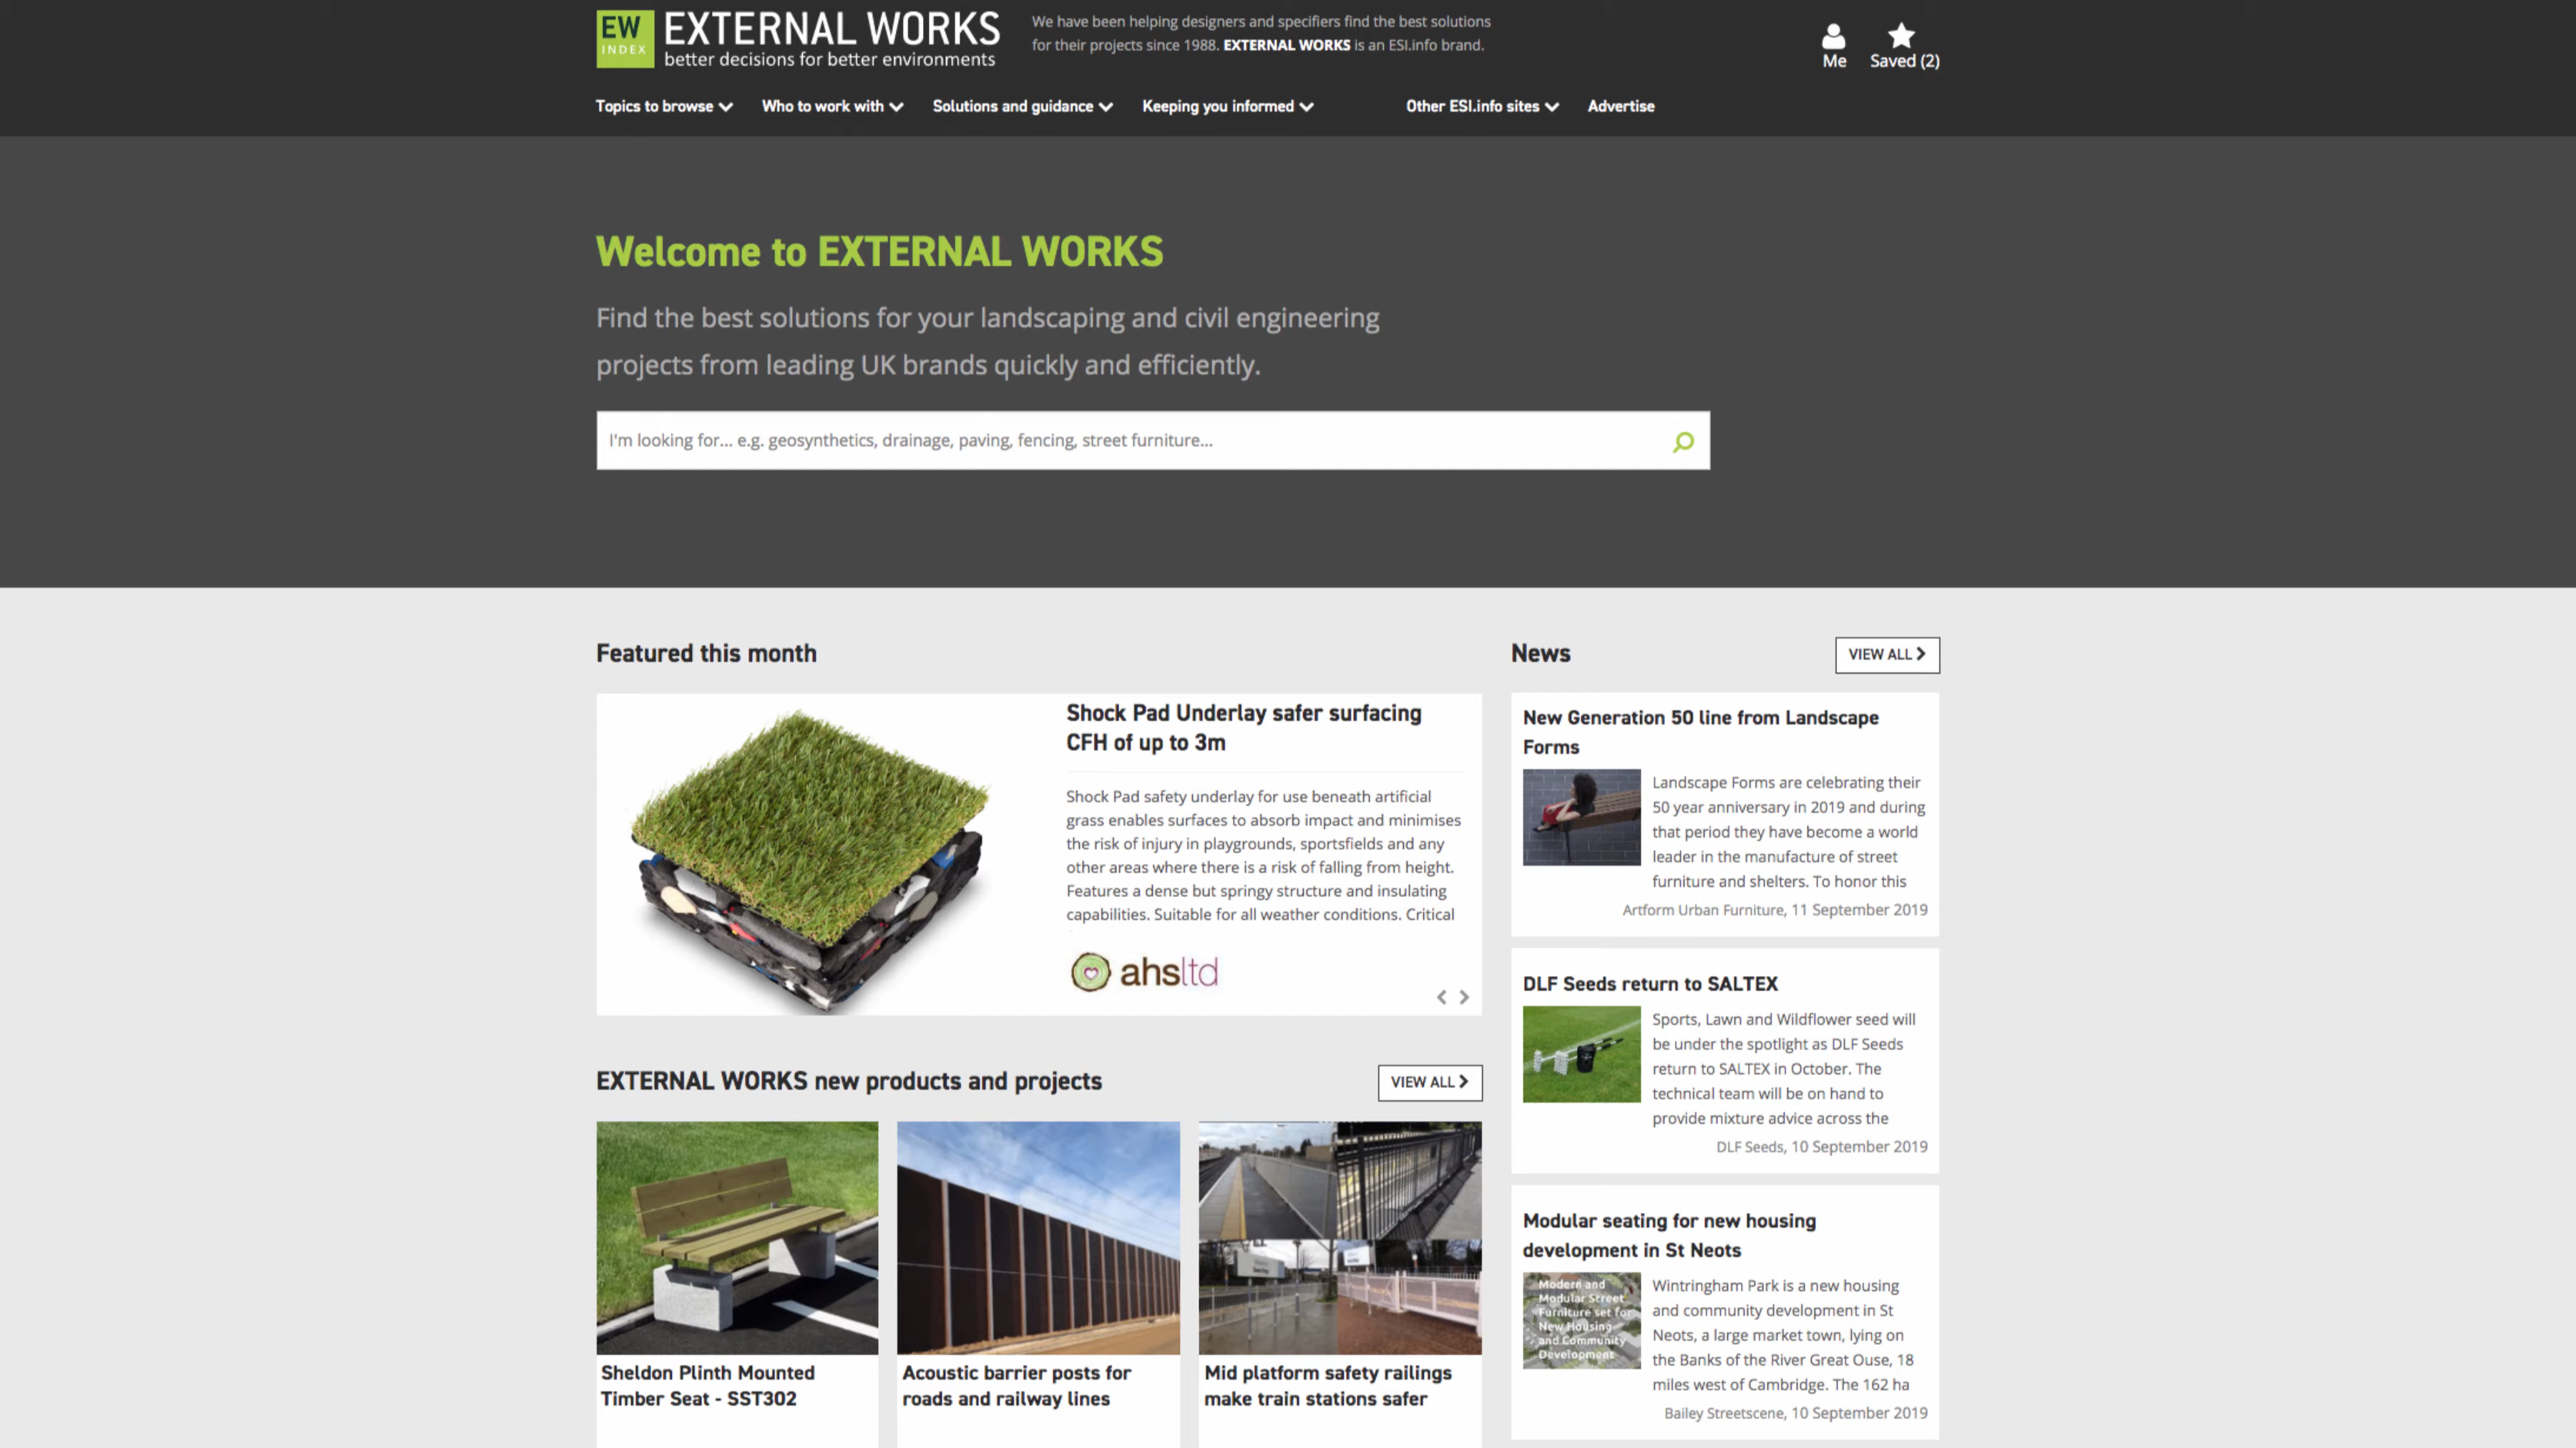 EW
INDEX
EXTERNAL WORKS
better decisions for better environments
We have been helping designers and specifiers find the best solutions
for their projects since 1988. EXTERNAL WORKS is an ESI.info brand.
Me
Saved (2)
Topics to browse
Who to work with
Solutions and guidance
Keeping you informed
Other ESI.info sites
Advertise
Welcome to EXTERNAL WORKS
Find the best solutions for your landscaping and civil engineering
projects from leading UK brands quickly and efficiently.
I'm looking for... e.g. geosynthetics, drainage, paving, fencing, street furniture...
Featured this month
Shock Pad Underlay safer surfacing
CFH of up to 3m
Shock Pad safety underlay for use beneath artificial
grass enables surfaces to absorb impact and minimises
the risk of injury in playgrounds, sportsfields and any
other areas where there is a risk of falling from height.
Features a dense but springy structure and insulating
capabilities. Suitable for all weather conditions. Critical
ahsltd
EXTERNAL WORKS new products and projects
VIEW ALL
Sheldon Plinth Mounted
Timber Seat - SST302
Acoustic barrier posts for
roads and railway lines
Mid platform safety railings
make train stations safer
News
VIEW ALL
New Generation 50 line from Landscape
Forms
Landscape Forms are celebrating their
50 year anniversary in 2019 and during
that period they have become a world
leader in the manufacture of street
furniture and shelters. To honor this
Artform Urban Furniture, 11 September 2019
DLF Seeds return to SALTEX
Sports, Lawn and Wildflower seed will
be under the spotlight as DLF Seeds
return to SALTEX in October. The
technical team will be on hand to
provide mixture advice across the
DLF Seeds, 10 September 2019
Modular seating for new housing
development in St Neots
Modern and
Modular Street
Furniture set for
New Housing
and Community
Development
Wintringham Park is a new housing
and community development in St
Neots, a large market town, lying on
the Banks of the River Great Ouse, 18
miles west of Cambridge. The 162 ha
Bailey Streetscene, 10 September 2019